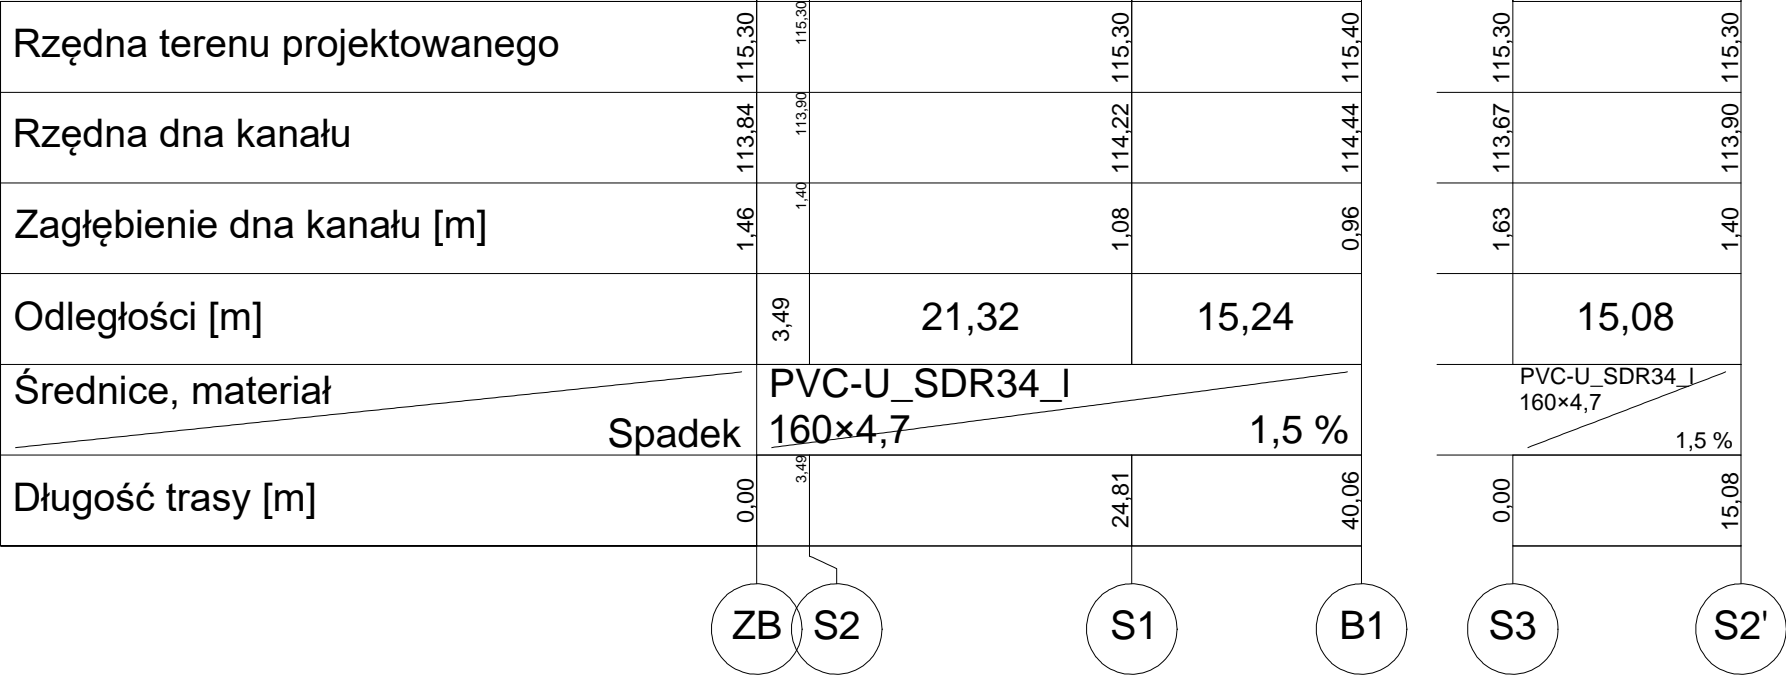 Rzędna terenu projektowanego 115,30 115,30 115,30 115,40 115,30 115,30
Rzędna dna kanału 113,84 113,90 114,22 114,44 113,67 113,90
Zagłębienie dna kanału [m] 1,46 1,40 1,08 0,96 1,63 1,40
Odległości [m] 3,49 21,32 15,24 15,08
Średnice, materiał PVC-U_SDR34_l PVC-U_SDR34_l
160×4,7
Spadek 160×4,7 1,5 % 1,5 %
Długość trasy [m] 0,00 3,49 24,81 40,06 0,00 15,08
ZB S2 S1 B1 S3 S2'